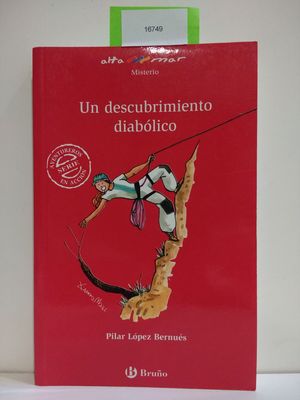 16749
alta mar
Misterio
Un descubrimiento
diabólico
AVENTUREROS
SERIE
EN ACCIÓN
Pilar López Bernués
Bruño